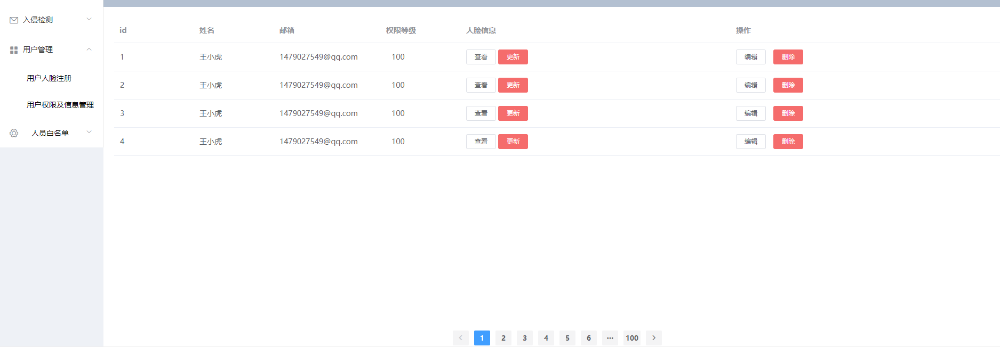 入侵检测
用户管理
用户人脸注册
用户权限及信息管理
人员白名单
id 姓名 邮箱 权限等级 人脸信息 操作
1 王小虎 1479027549@qq.com 100 查看 更新 编辑 删除
2 王小虎 1479027549@qq.com 100 查看 更新 编辑 删除
3 王小虎 1479027549@qq.com 100 查看 更新 编辑 删除
4 王小虎 1479027549@qq.com 100 查看 更新 编辑 删除
1 2 3 4 5 6 ··· 100